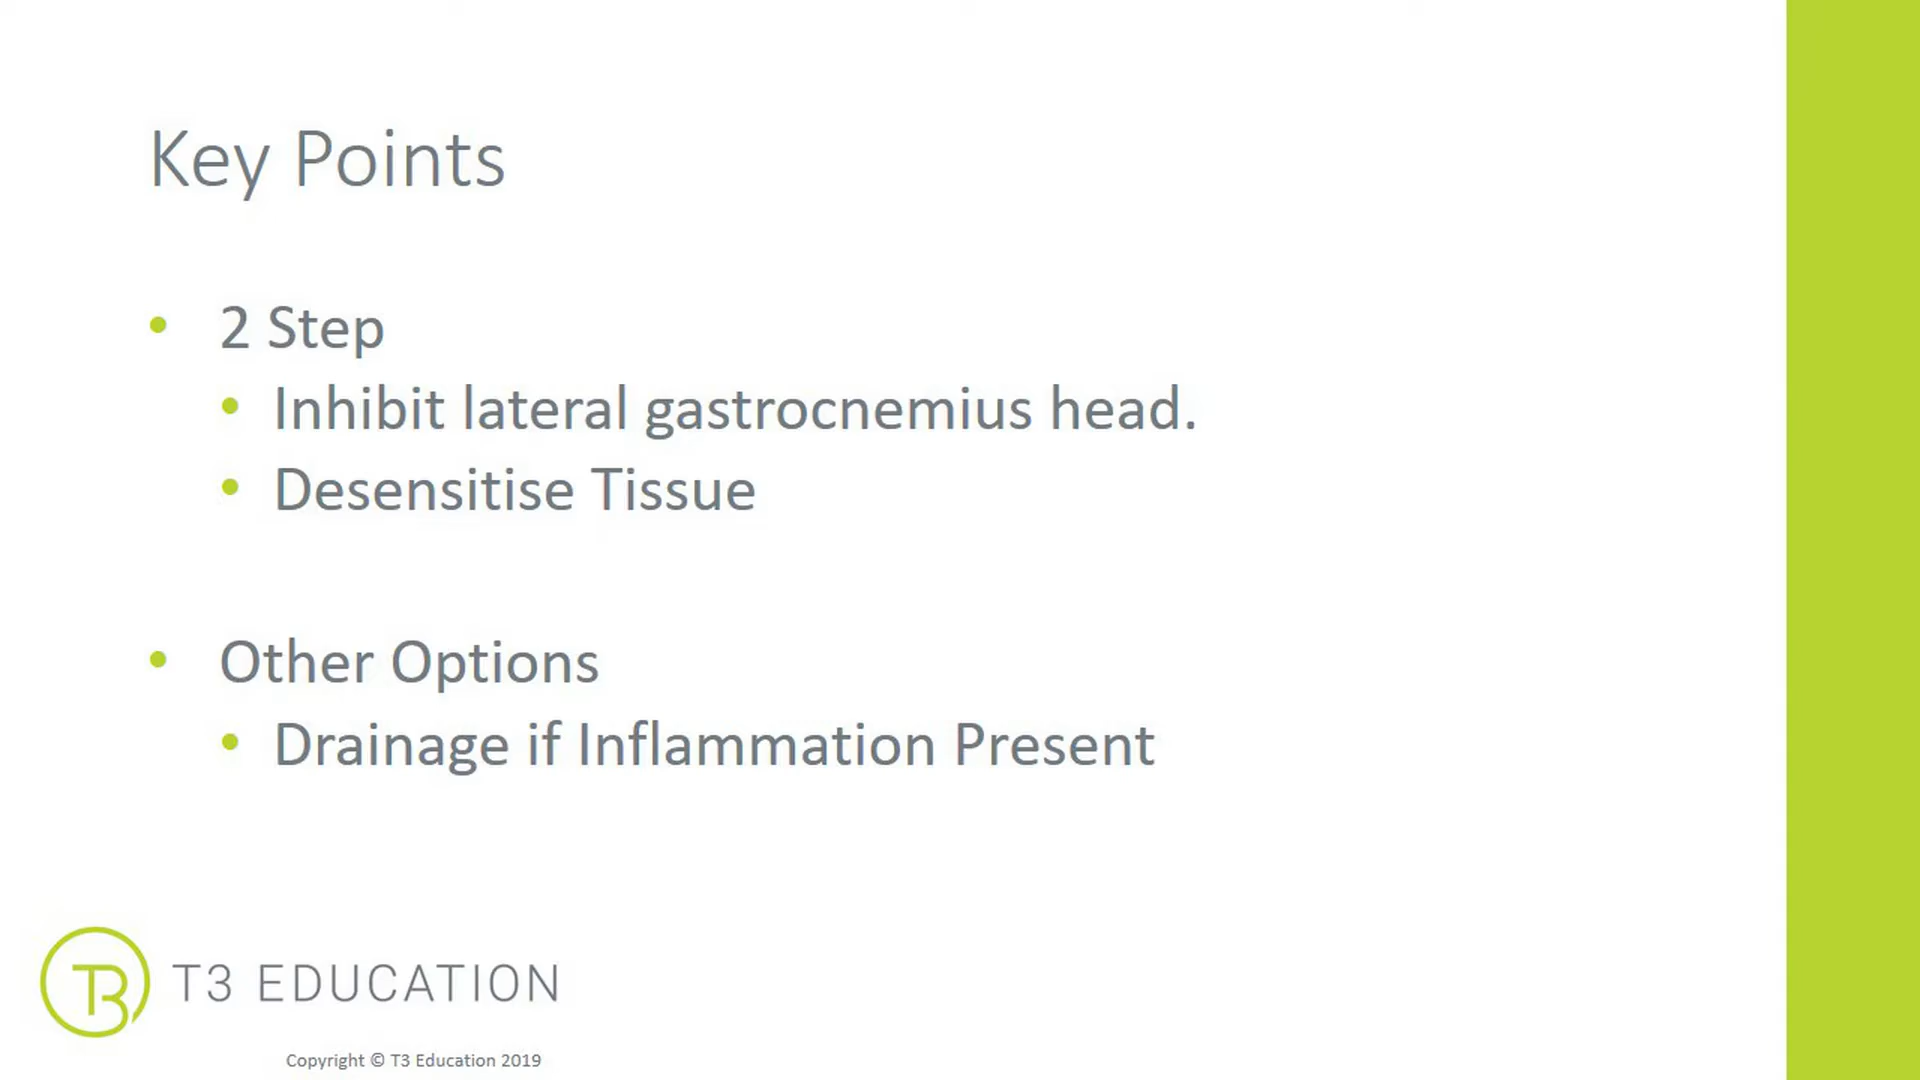 Key Points
• 2 Step
• Inhibit lateral gastrocnemius head.
• Desensitise Tissue
• Other Options
• Drainage if Inflammation Present
T3 T3 EDUCATION
Copyright © T3 Education 2019